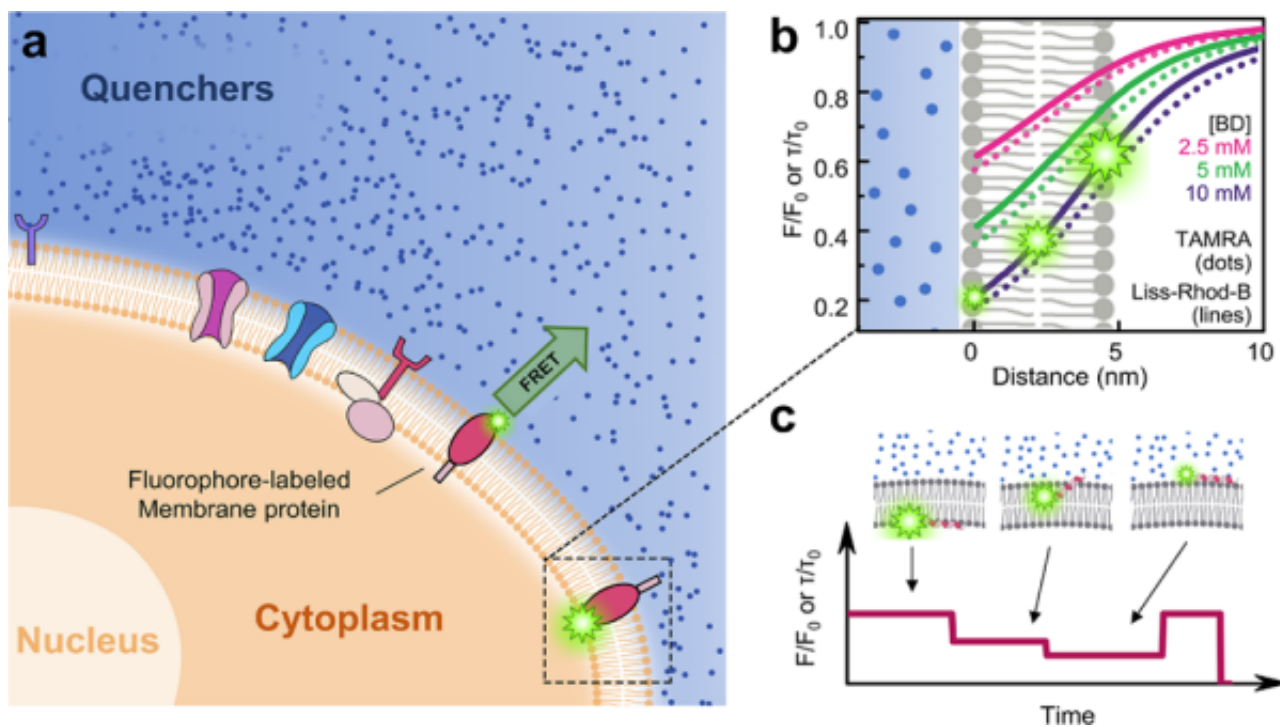 a
Quenchers
FRET
Fluorophore-labeled
Membrane protein
Cytoplasm
Nucleus
b
F/F₀ or τ/τ₀
1.0
0.8
0.6
0.4
0.2
[BD]
2.5 mM
5 mM
10 mM
TAMRA
(dots)
Liss-Rhod-B
(lines)
0
5
10
Distance (nm)
c
F/F₀ or τ/τ₀
Time